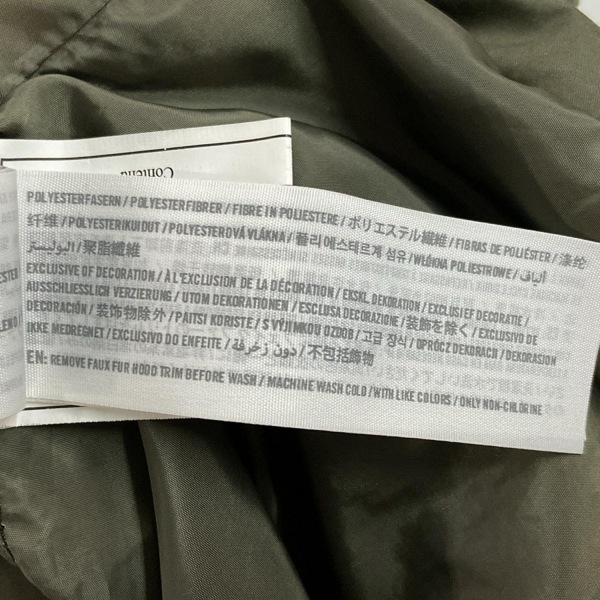 Contenu
POLYESTERFASERN / POLYESTERFIBRER / FIBRE IN POLIESTERE / ポリエステル繊維 / FIBRAS DE POLIÉSTER / 涤纶
纤维 / POLYESTERIKUIDUT / POLYESTEROVÁ VLÁKNA / 폴리에스테르계 섬유 / WŁÓKNA POLIESTROWE / ألياف
البوليستر / 聚脂纖維
EXCLUSIVE OF DECORATION / À L'EXCLUSION DE LA DÉCORATION / EKSKL. DEKORATION / EXCLUSIEF DECORATIE /
AUSSCHLIESSLICH VERZIERUNG / UTOM DEKORATIONEN / ESCLUSA DECORAZIONE / 装飾を除く / EXCLUSIVO DE
DECORACIÓN / 装饰物除外 / PAITSI KORISTE / S VÝJIMKOU OZDOB / 고급 장식 / OPRÓCZ DEKORACJI / DEKORASJON
IKKE MEDREGNET / EXCLUSIVO DO ENFEITE / دون زخرفة / 不包括飾物
EN: REMOVE FAUX FUR HOOD TRIM BEFORE WASH / MACHINE WASH COLD / WITH LIKE COLORS / ONLY NON-CHLORINE